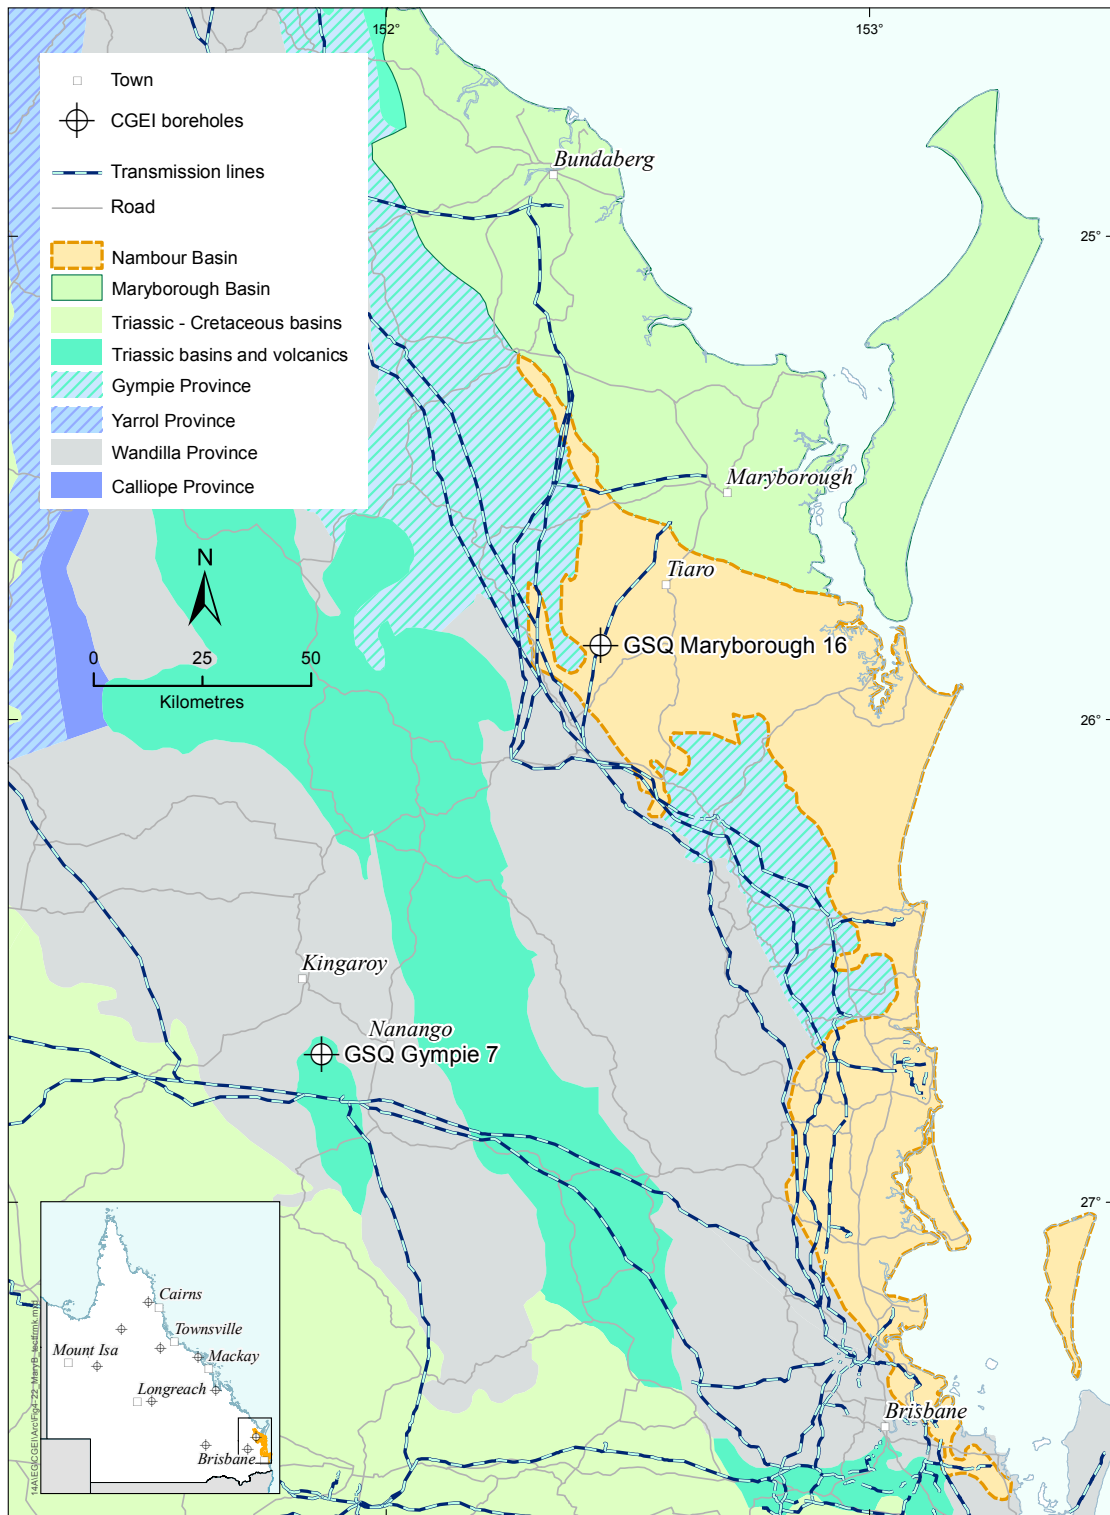 152°
153°
Town
CGEI boreholes
Transmission lines
Road
Nambour Basin
Maryborough Basin
Triassic - Cretaceous basins
Triassic basins and volcanics
Gympie Province
Yarrol Province
Wandilla Province
Calliope Province
Bundaberg
25°
Maryborough
N
Tiaro
0 25 50
Kilometres
GSQ Maryborough 16
26°
Kingaroy
Nanango
GSQ Gympie 7
27°
Cairns
Townsville
Mount Isa
Mackay
Longreach
Brisbane
Brisbane